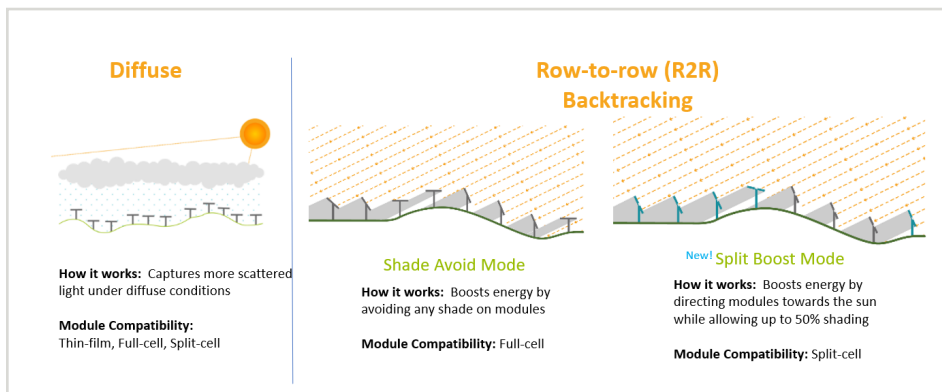 Diffuse
How it works: Captures more scattered
light under diffuse conditions
Module Compatibility:
Thin-film, Full-cell, Split-cell
Row-to-row (R2R)
Backtracking
Shade Avoid Mode
How it works: Boosts energy by
avoiding any shade on modules
Module Compatibility: Full-cell
New! Split Boost Mode
How it works: Boosts energy by
directing modules towards the sun
while allowing up to 50% shading
Module Compatibility: Split-cell